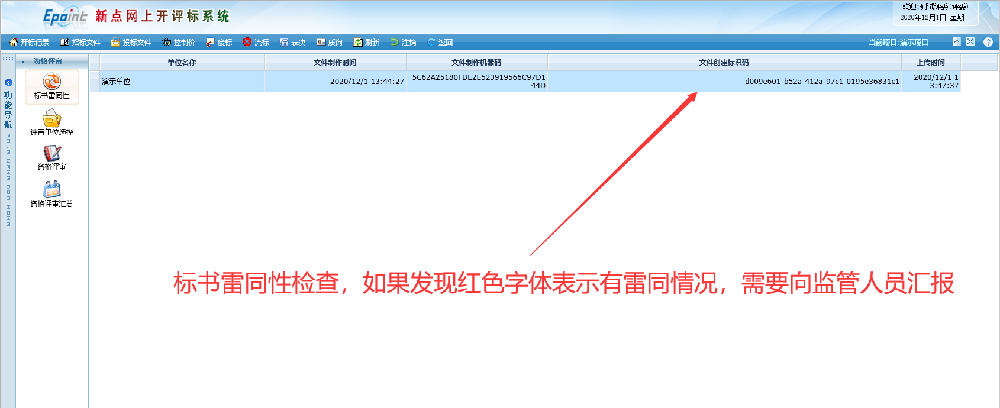 Epoint 新点网上开评标系统
欢迎:测试评委(评委)
2020年12月1日 星期二
开标记录 招标文件 投标文件 控制价 废标 流标 表决 质询 刷新 注销 返回 当前项目:演示项目
功能导航
GONG NENG DAO HANG
资格评审
标书雷同性
评审单位选择
资格评审
资格评审汇总
单位名称 文件制作时间 文件制作机器码 文件创建标识码 上传时间
演示单位 2020/12/1 13:44:27 5C62A25180FDE2E523919566C97D1 d009e601-b52a-412a-97c1-0195e36831c1 2020/12/1 1
44D 3:47:37
标书雷同性检查，如果发现红色字体表示有雷同情况，需要向监管人员汇报